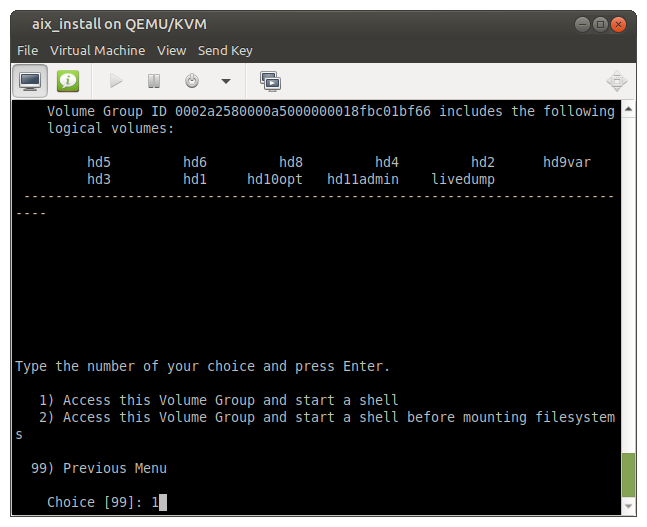 aix_install on QEMU/KVM
File Virtual Machine View Send Key
Volume Group ID 0002a2580000a5000000018fbc01bf66 includes the following
logical volumes:
hd5 hd6 hd8 hd4 hd2 hd9var
hd3 hd1 hd10opt hd11admin livedump
--------------------------------------------------------------------------
----
Type the number of your choice and press Enter.
1) Access this Volume Group and start a shell
2) Access this Volume Group and start a shell before mounting filesystem
s
99) Previous Menu
Choice [99]: 1